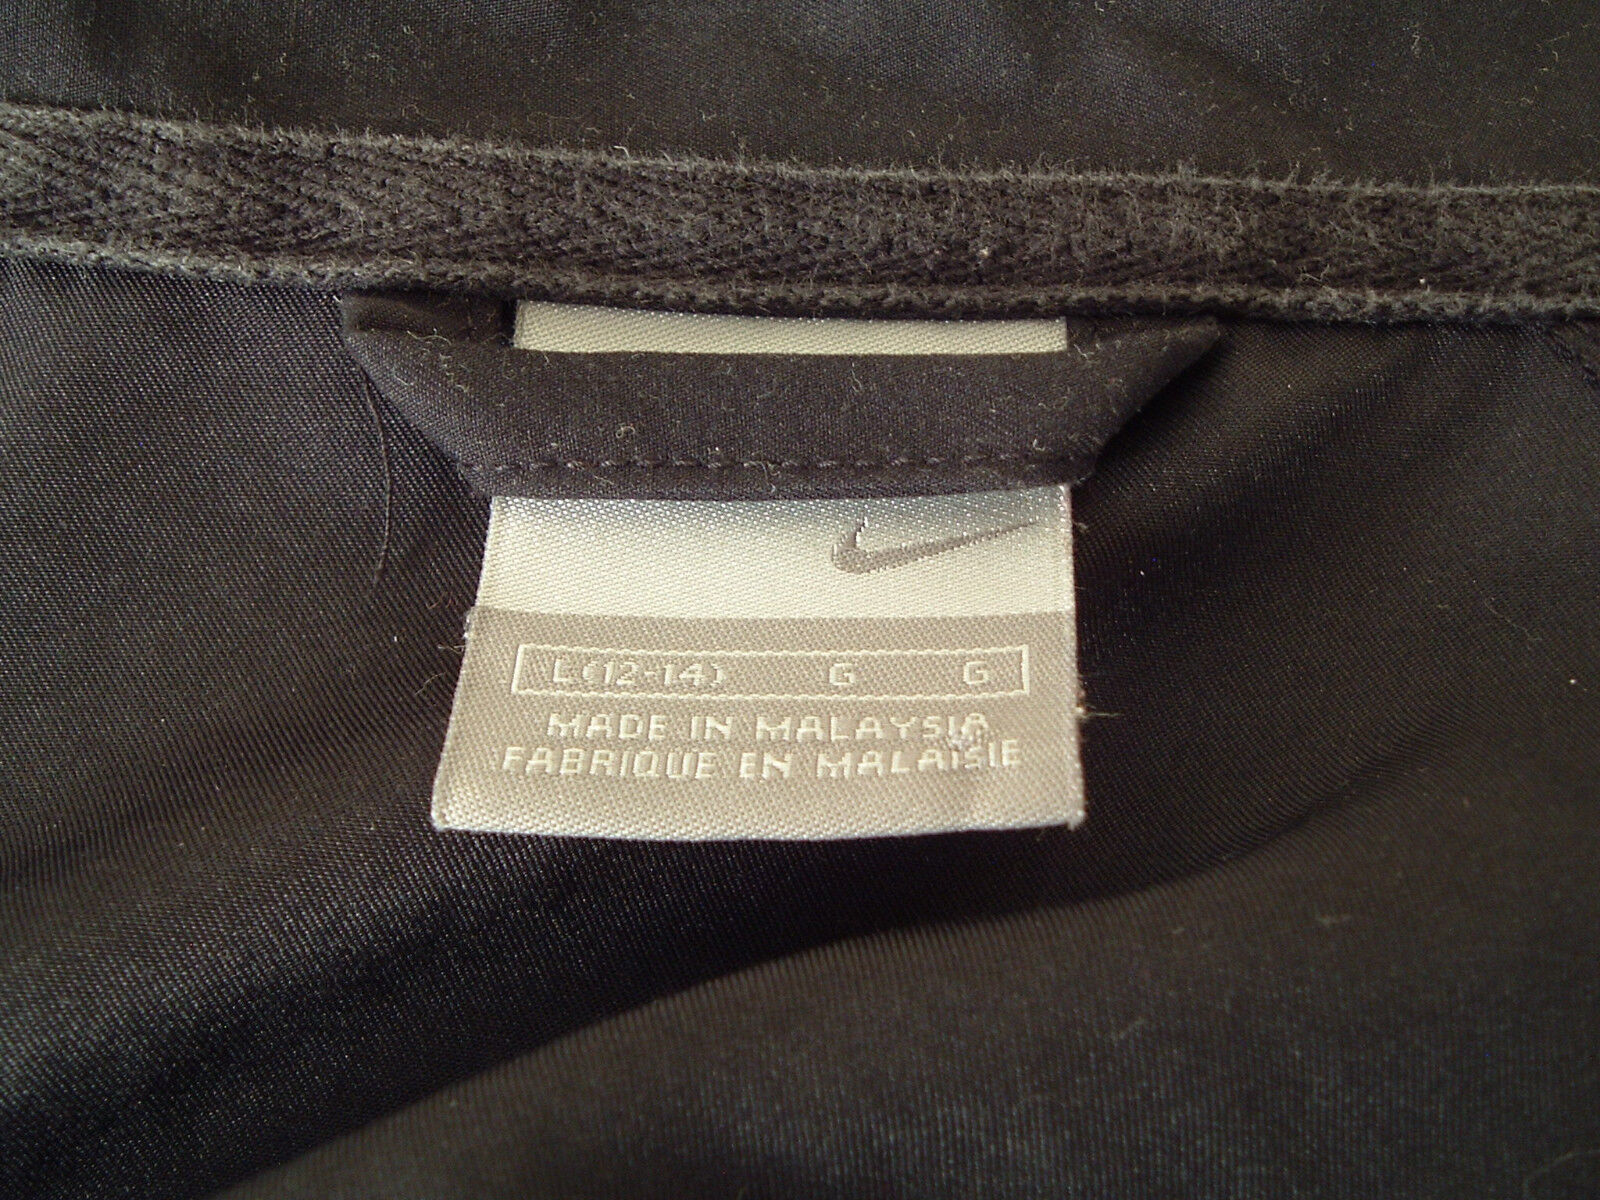 L(12-14) G G
MADE IN MALAYSIA
FABRIQUE EN MALAISIE